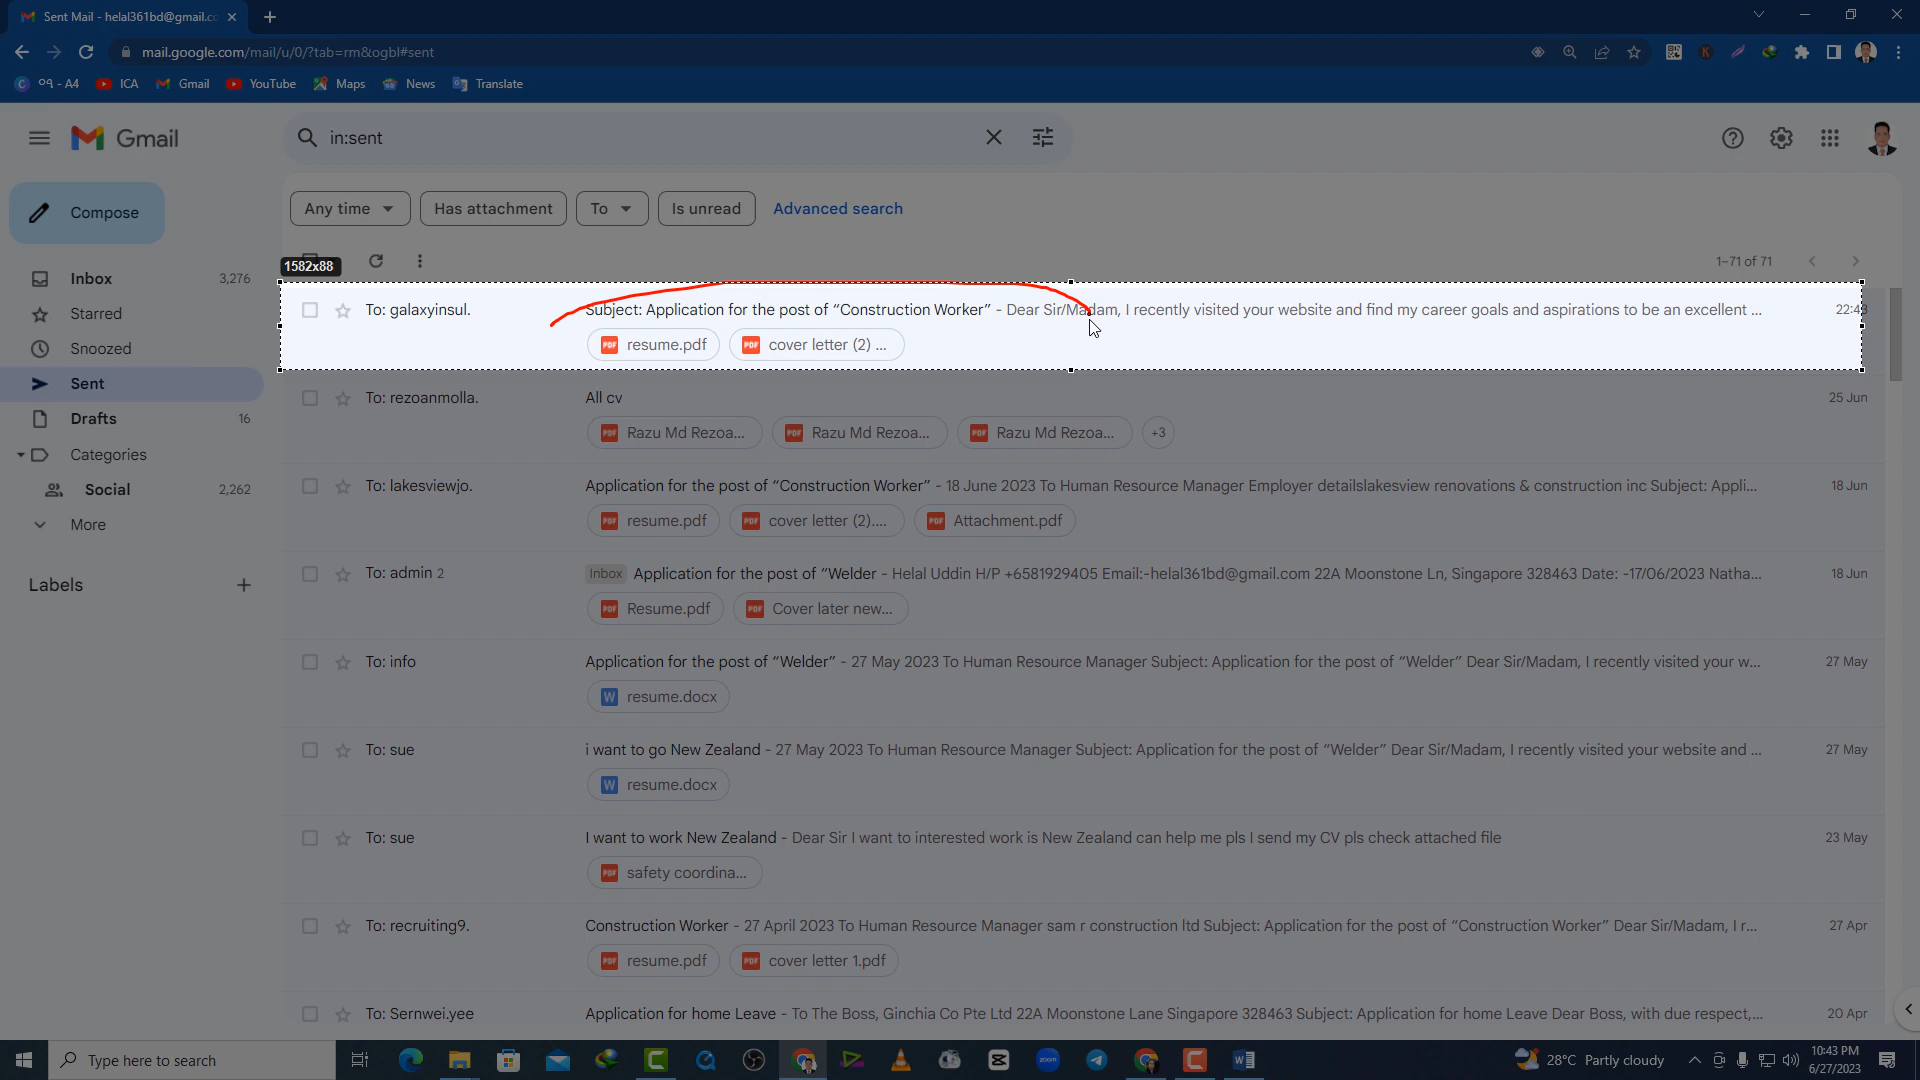 Sent Mail - helal361bd@gmail.co
mail.google.com/mail/u/0/?tab=rm&ogbl#sent
০৭ - A4
ICA
Gmail
YouTube
Maps
News
Translate
Gmail
in:sent
Compose
Any time
Has attachment
To
Is unread
Advanced search
Inbox 3,276
Starred
Snoozed
Sent
Drafts 16
Categories
Social 2,262
More
Labels
1582x88
1–71 of 71
To: galaxyinsul. Subject: Application for the post of “Construction Worker” - Dear Sir/Madam, I recently visited your website and find my career goals and aspirations to be an excellent ... 22:43
resume.pdf cover letter (2) ...
To: rezoanmolla. All cv 25 Jun
Razu Md Rezoa... Razu Md Rezoa... Razu Md Rezoa... +3
To: lakesviewjo. Application for the post of “Construction Worker” - 18 June 2023 To Human Resource Manager Employer detailslakesview renovations & construction inc Subject: Appli... 18 Jun
resume.pdf cover letter (2).... Attachment.pdf
To: admin 2 Inbox Application for the post of “Welder - Helal Uddin H/P +6581929405 Email:-helal361bd@gmail.com 22A Moonstone Ln, Singapore 328463 Date: -17/06/2023 Natha... 18 Jun
Resume.pdf Cover later new...
To: info Application for the post of “Welder” - 27 May 2023 To Human Resource Manager Subject: Application for the post of “Welder” Dear Sir/Madam, I recently visited your w... 27 May
resume.docx
To: sue i want to go New Zealand - 27 May 2023 To Human Resource Manager Subject: Application for the post of “Welder” Dear Sir/Madam, I recently visited your website and ... 27 May
resume.docx
To: sue I want to work New Zealand - Dear Sir I want to interested work is New Zealand can help me pls I send my CV pls check attached file 23 May
safety coordina...
To: recruiting9. Construction Worker - 27 April 2023 To Human Resource Manager sam r construction ltd Subject: Application for the post of “Construction Worker” Dear Sir/Madam, I r... 27 Apr
resume.pdf cover letter 1.pdf
To: Sernwei.yee Application for home Leave - To The Boss, Ginchia Co Pte Ltd 22A Moonstone Lane Singapore 328463 Subject: Application for home Leave Dear Boss, with due respect,... 20 Apr
Type here to search
28°C Partly cloudy
10:43 PM
6/27/2023